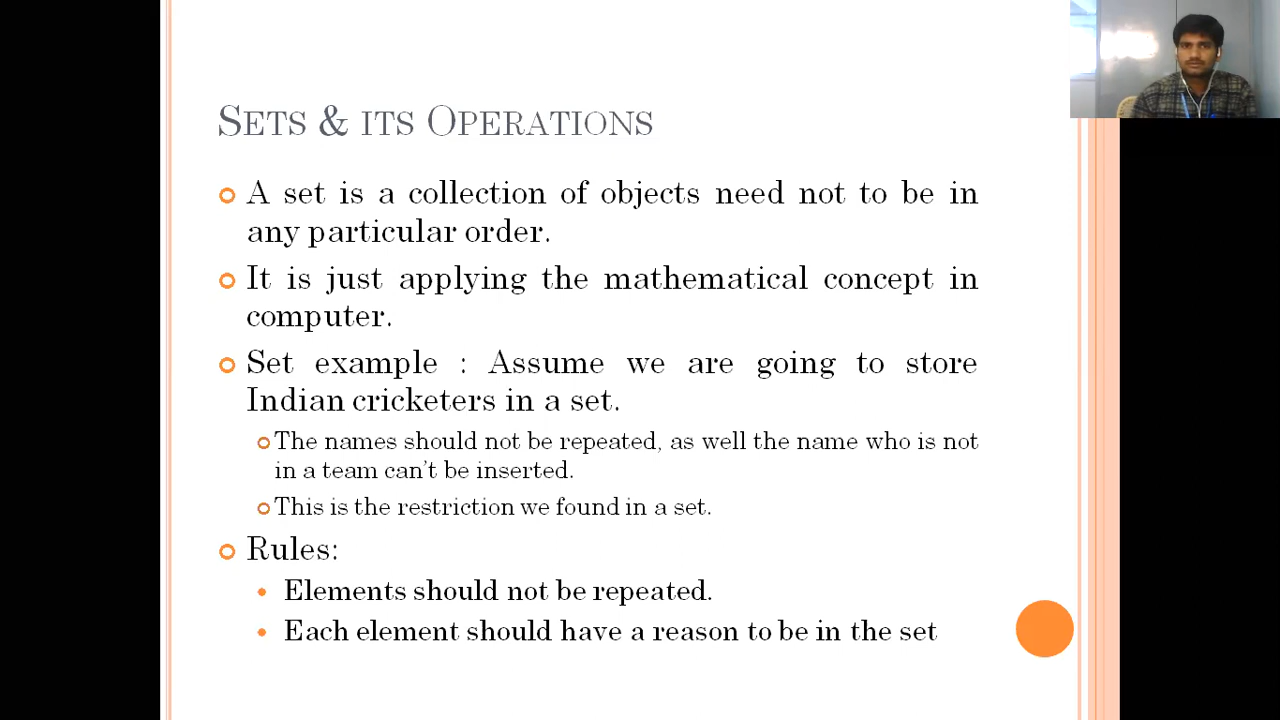 SETS & ITS OPERATIONS
A set is a collection of objects need not to be in
any particular order.
It is just applying the mathematical concept in
computer.
Set example : Assume we are going to store
Indian cricketers in a set.
The names should not be repeated, as well the name who is not
in a team can't be inserted.
This is the restriction we found in a set.
Rules:
Elements should not be repeated.
Each element should have a reason to be in the set